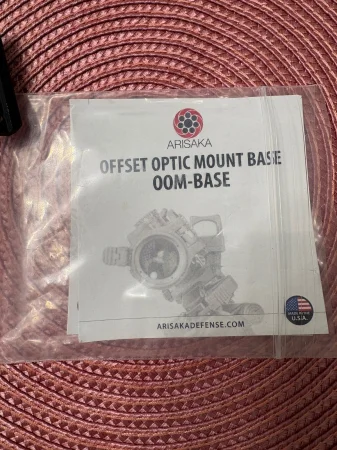 ARISAKA
OFFSET OPTIC MOUNT BASE
OOM-BASE
MADE IN THE
U.S.A.
ARISAKADEFENSE.COM